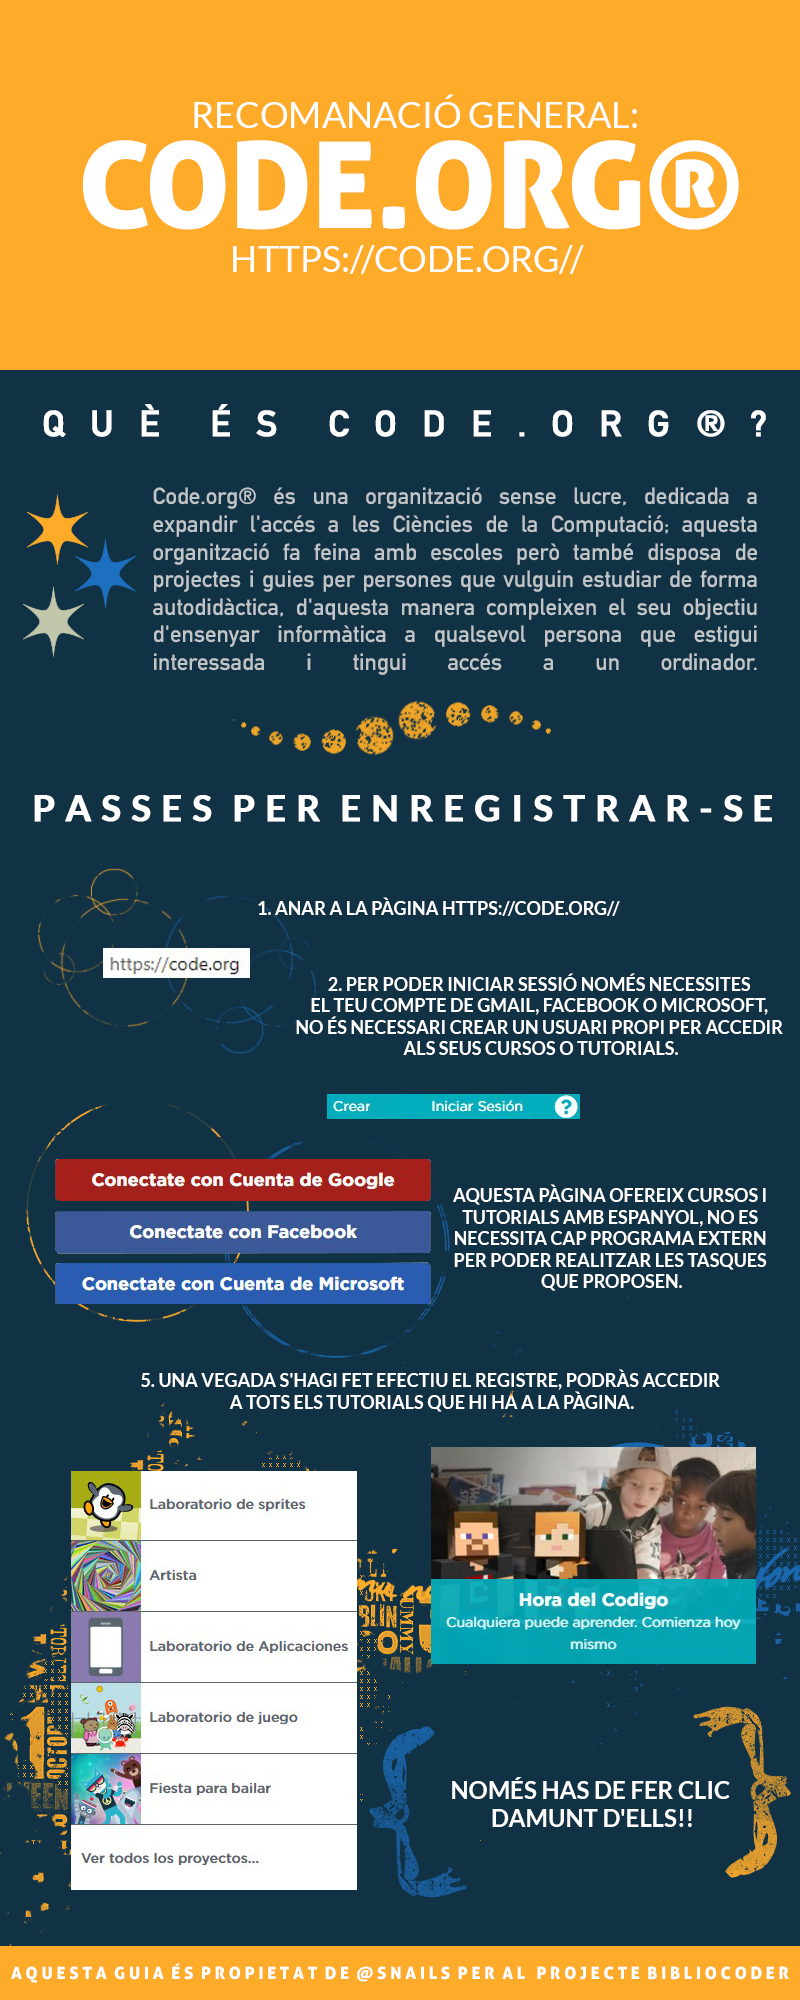 RECOMANACIÓ GENERAL:
CODE.ORG®
HTTPS://CODE.ORG//
QUÈ ÉS CODE.ORG®?
Code.org® és una organització sense lucre, dedicada a
expandir l'accés a les Ciències de la Computació; aquesta
organització fa feina amb escoles però també disposa de
projectes i guies per persones que vulguin estudiar de forma
autodidàctica, d'aquesta manera compleixen el seu objectiu
d'ensenyar informàtica a qualsevol persona que estigui
interessada i tingui accés a un ordinador.
PASSES PER ENREGISTRAR-SE
1. ANAR A LA PÀGINA HTTPS://CODE.ORG//
https://code.org
2. PER PODER INICIAR SESSIÓ NOMÉS NECESSITES
EL TEU COMPTE DE GMAIL, FACEBOOK O MICROSOFT,
NO ÉS NECESSARI CREAR UN USUARI PROPI PER ACCEDIR
ALS SEUS CURSOS O TUTORIALS.
Crear Iniciar Sesión ?
Conectate con Cuenta de Google
Conectate con Facebook
Conectate con Cuenta de Microsoft
AQUESTA PÀGINA OFEREIX CURSOS I
TUTORIALS AMB ESPANYOL, NO ES
NECESSITA CAP PROGRAMA EXTERN
PER PODER REALITZAR LES TASQUES
QUE PROPOSEN.
5. UNA VEGADA S'HAGI FET EFECTIU EL REGISTRE, PODRÀS ACCEDIR
A TOTS ELS TUTORIALS QUE HI HÀ A LA PÀGINA.
Laboratorio de sprites
Artista
Laboratorio de Aplicaciones
Laboratorio de juego
Fiesta para bailar
Ver todos los proyectos...
Hora del Codigo
Cualquiera puede aprender. Comienza hoy
mismo
NOMÉS HAS DE FER CLIC
DAMUNT D'ELLS!!
AQUESTA GUIA ÉS PROPIETAT DE @SNAILS PER AL PROJECTE BIBLIOCODER